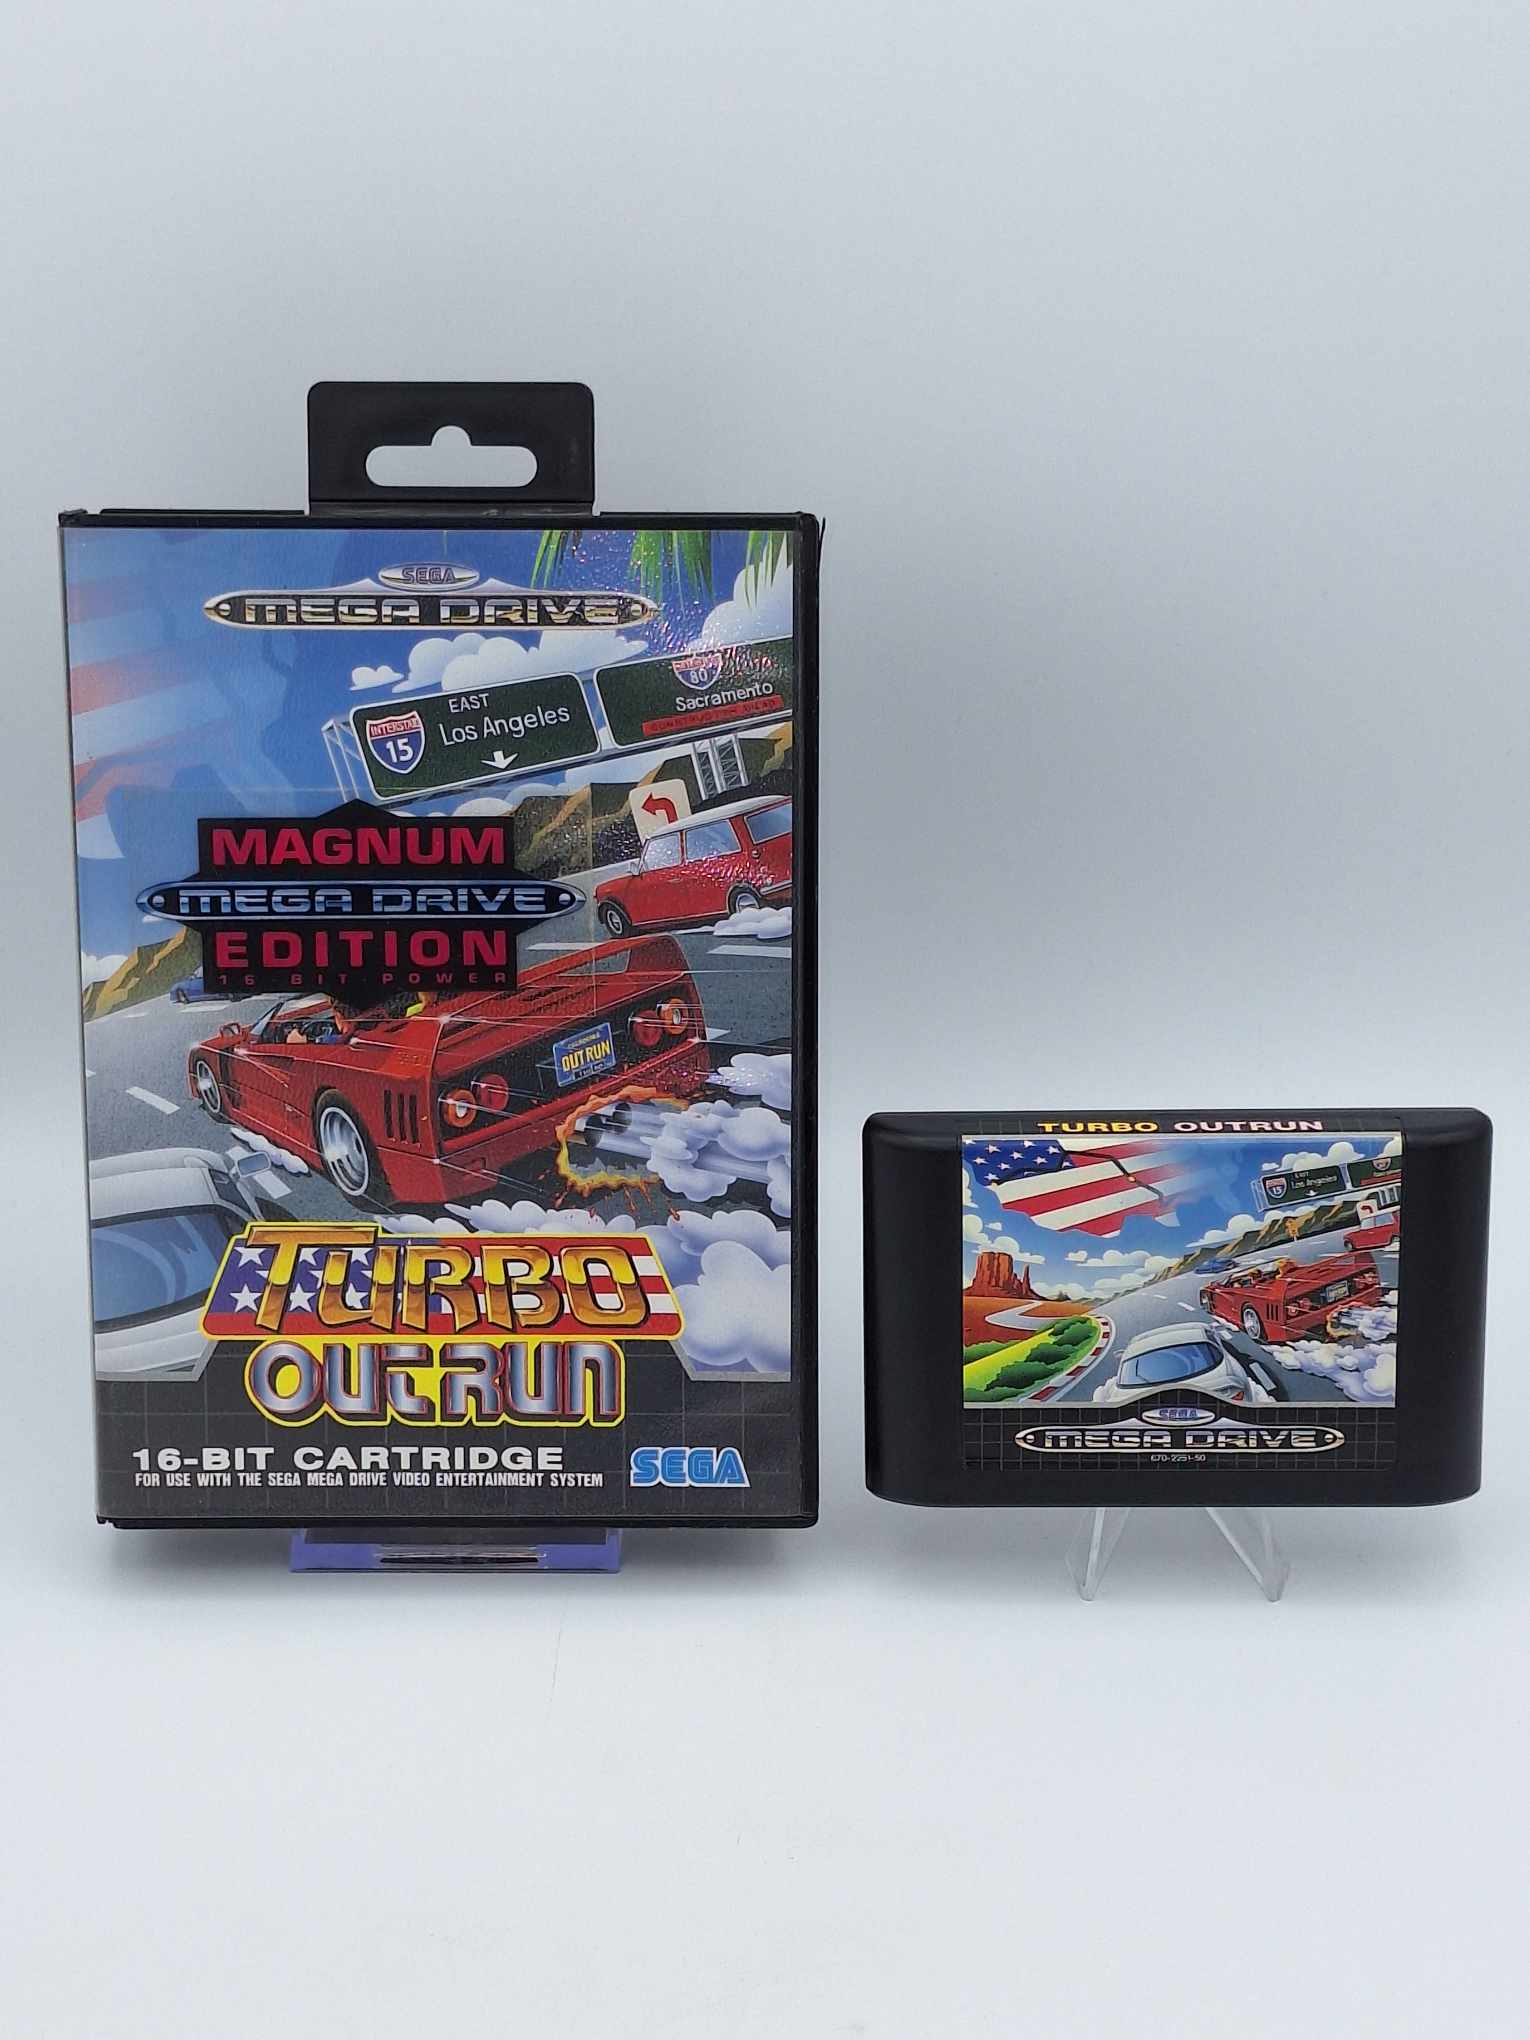 SEGA
MEGA DRIVE
INTERSTATE
15
EAST
Los Angeles
80
Sacramento
MAGNUM
MEGA DRIVE
EDITION
16 BIT POWER
CALIFORNIA
OUTRUN
TURBO
OUTRUN
16-BIT CARTRIDGE
FOR USE WITH THE SEGA MEGA DRIVE VIDEO ENTERTAINMENT SYSTEM
SEGA
TURBO OUTRUN
EAST
15
Los Angeles
SEGA
MEGA DRIVE
670-2251-50